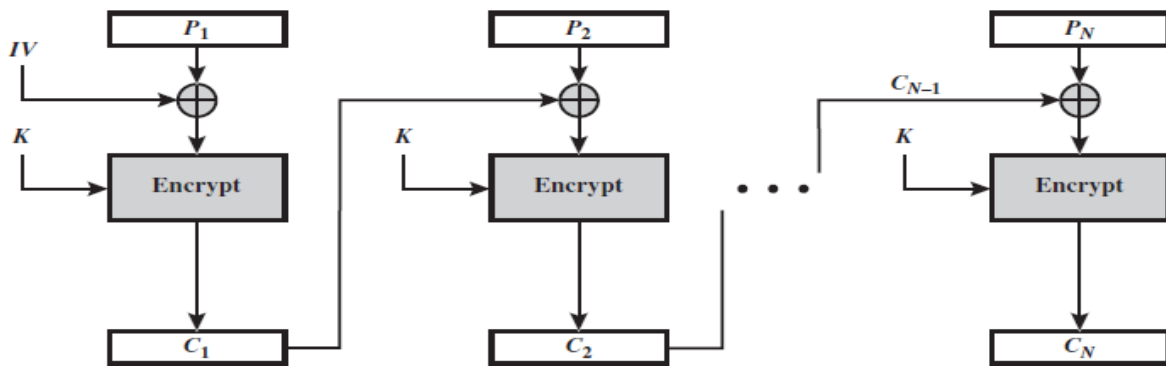 P1 P2 PN
IV
CN–1
K K K
Encrypt Encrypt Encrypt
• • •
C1 C2 CN